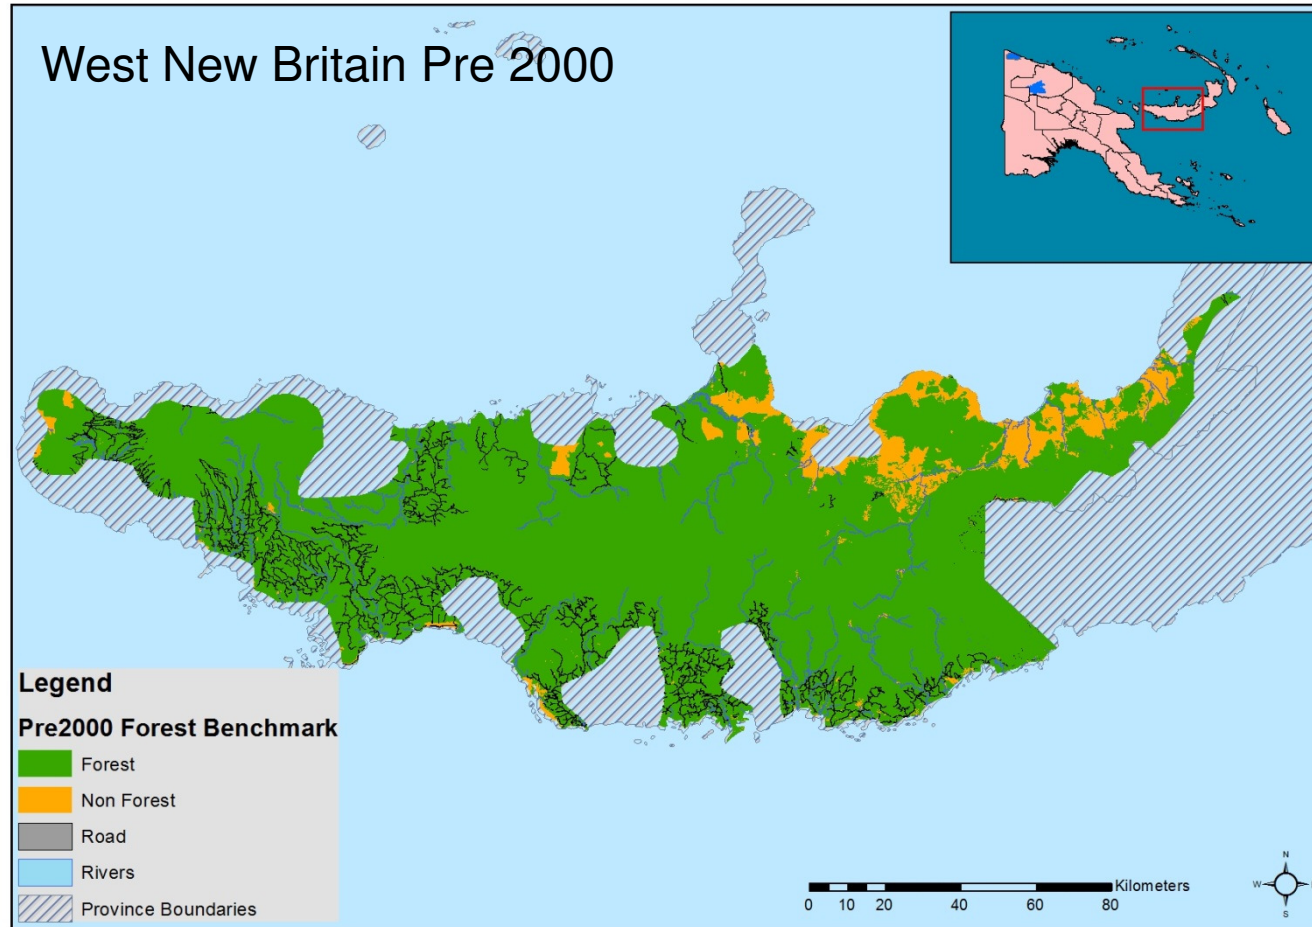 West New Britain Pre 2000
Legend
Pre2000 Forest Benchmark
Forest
Non Forest
Road
Rivers
Province Boundaries
Kilometers
0 10 20 40 60 80
N
W
S